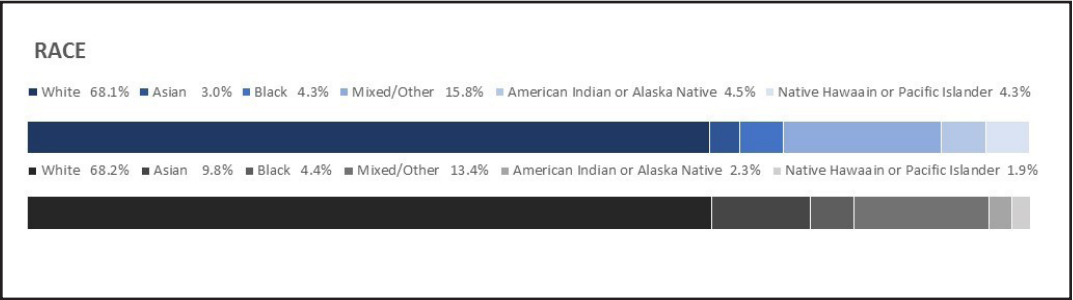 RACE
White 68.1% Asian 3.0% Black 4.3% Mixed/Other 15.8% American Indian or Alaska Native 4.5% Native Hawaain or Pacific Islander 4.3%
White 68.2% Asian 9.8% Black 4.4% Mixed/Other 13.4% American Indian or Alaska Native 2.3% Native Hawaain or Pacific Islander 1.9%